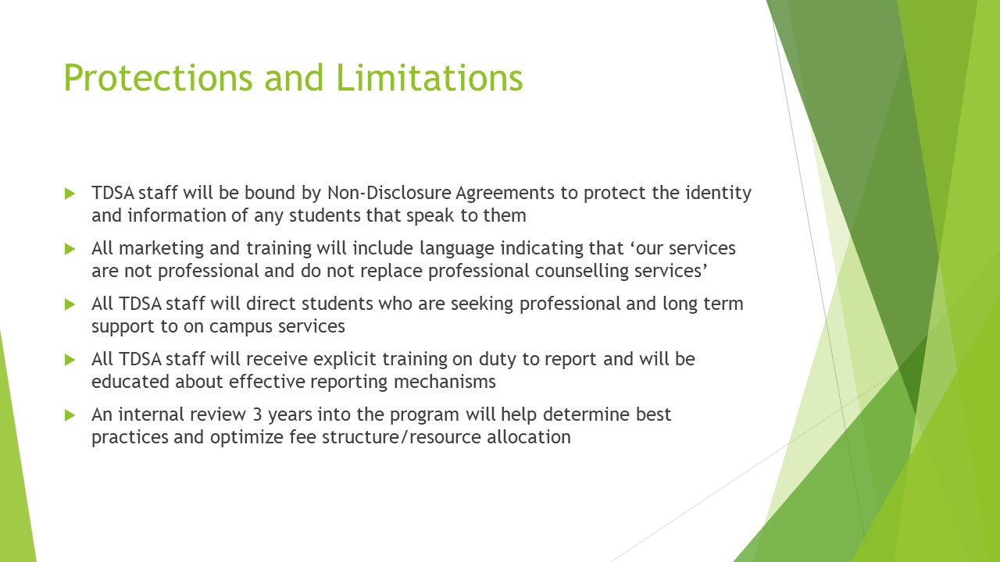 Protections and Limitations
TDSA staff will be bound by Non-Disclosure Agreements to protect the identity
and information of any students that speak to them
All marketing and training will include language indicating that ‘our services
are not professional and do not replace professional counselling services’
All TDSA staff will direct students who are seeking professional and long term
support to on campus services
All TDSA staff will receive explicit training on duty to report and will be
educated about effective reporting mechanisms
An internal review 3 years into the program will help determine best
practices and optimize fee structure/resource allocation